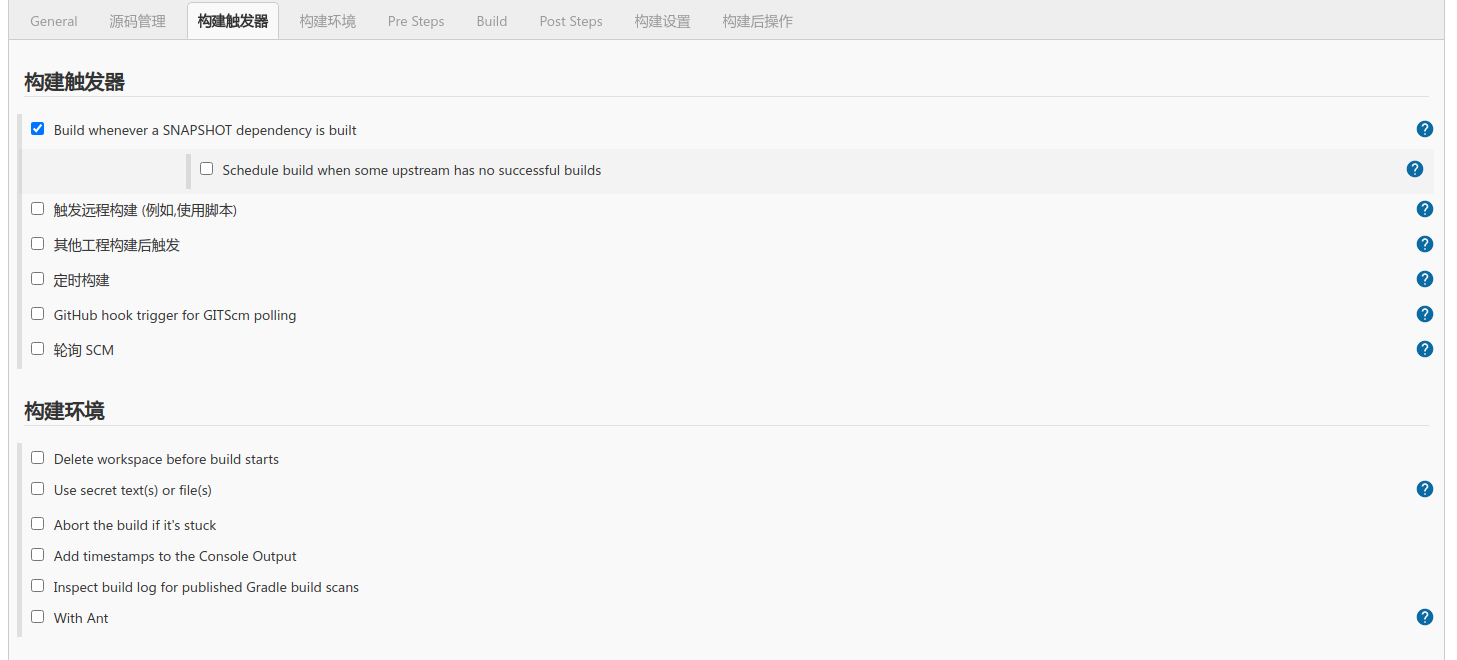 General 源码管理 构建触发器 构建环境 Pre Steps Build Post Steps 构建设置 构建后操作
构建触发器
Build whenever a SNAPSHOT dependency is built ?
Schedule build when some upstream has no successful builds ?
触发远程构建 (例如,使用脚本) ?
其他工程构建后触发 ?
定时构建 ?
GitHub hook trigger for GITScm polling ?
轮询 SCM ?
构建环境
Delete workspace before build starts
Use secret text(s) or file(s) ?
Abort the build if it's stuck
Add timestamps to the Console Output
Inspect build log for published Gradle build scans
With Ant ?